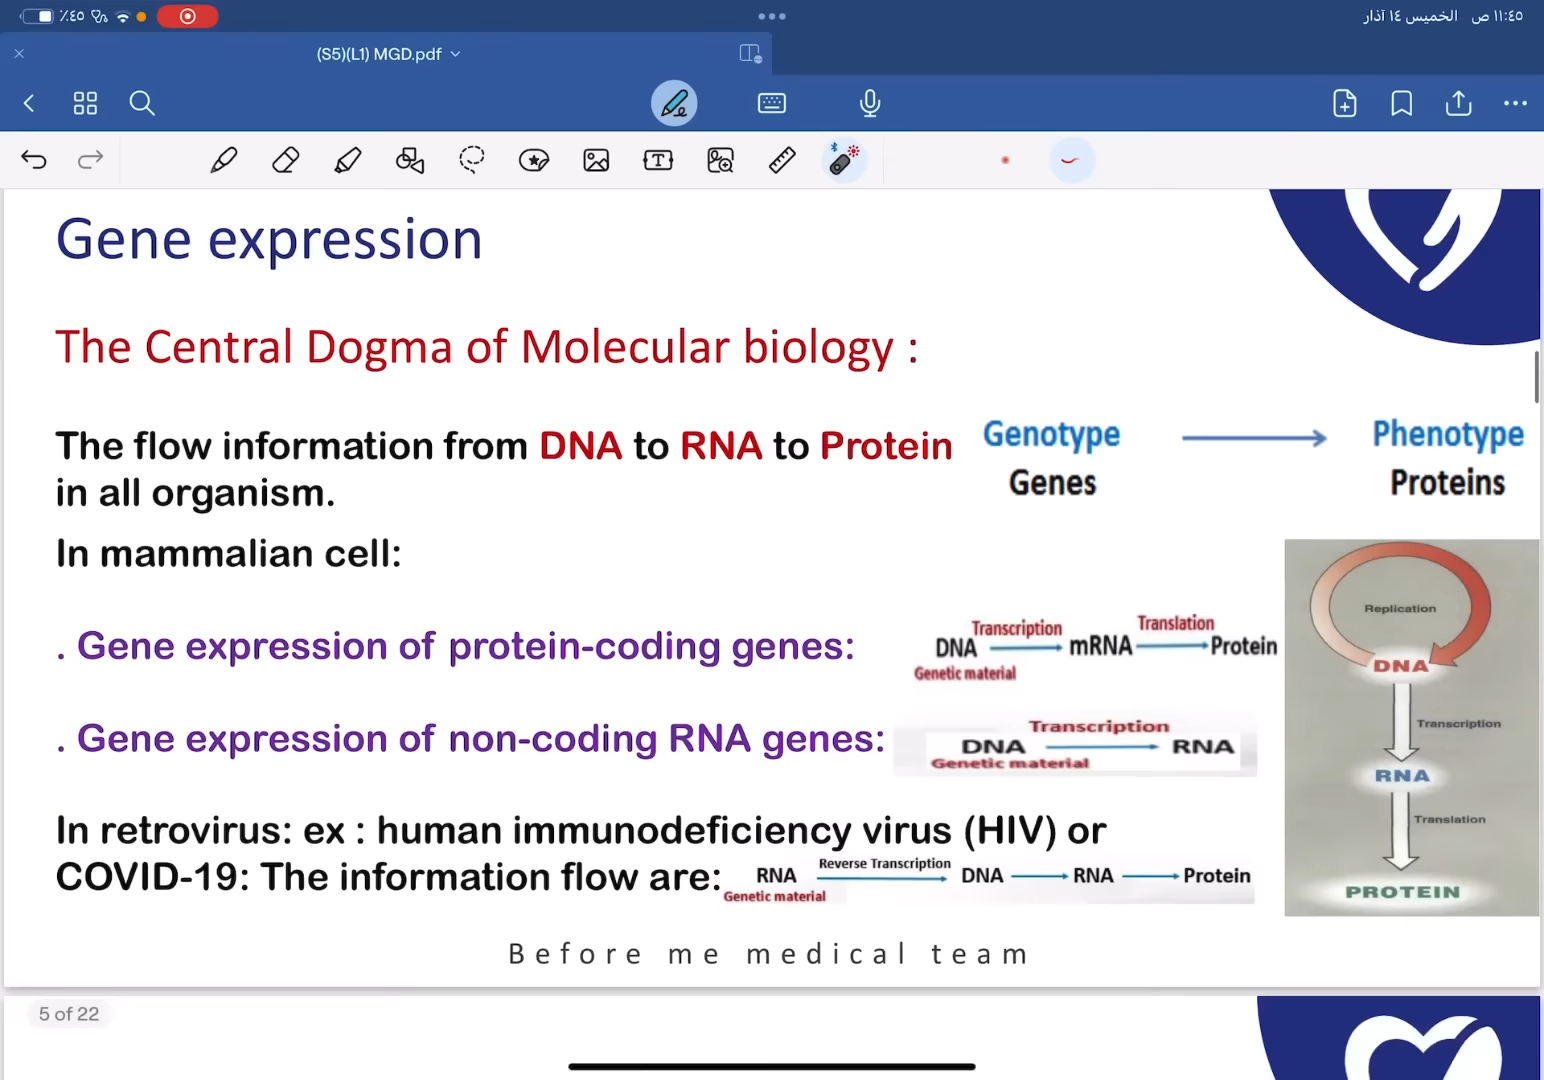 ٪٤٥
الخميس ١٤ آذار ١١:٤٥ ص
(S5)(L1) MGD.pdf
Gene expression
The Central Dogma of Molecular biology :
The flow information from DNA to RNA to Protein
in all organism.
Genotype Phenotype
Genes Proteins
In mammalian cell:
. Gene expression of protein-coding genes:
Transcription Translation
DNA mRNA Protein
Genetic material
. Gene expression of non-coding RNA genes:
Transcription
DNA RNA
Genetic material
In retrovirus: ex : human immunodeficiency virus (HIV) or
COVID-19: The information flow are:
Reverse Transcription
RNA DNA RNA Protein
Genetic material
Replication
DNA
Transcription
RNA
Translation
PROTEIN
Before me medical team
5 of 22